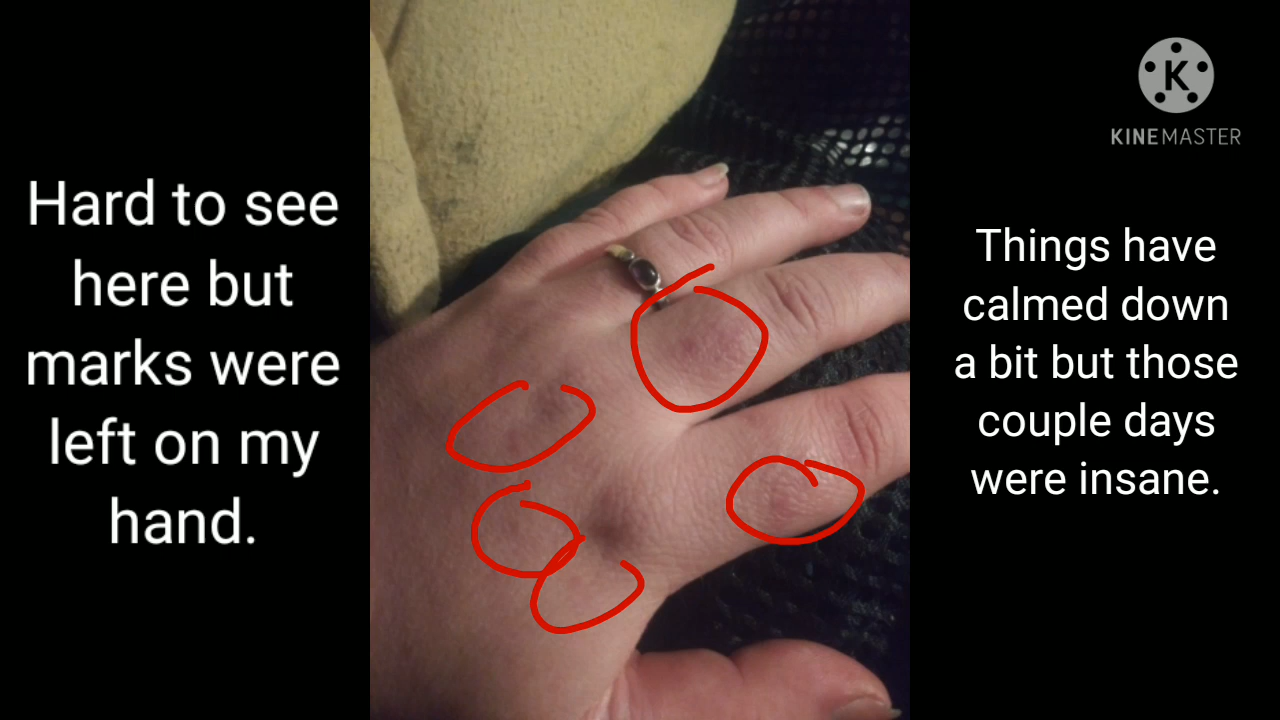 Hard to see
here but
marks were
left on my
hand.
KINEMASTER
Things have
calmed down
a bit but those
couple days
were insane.